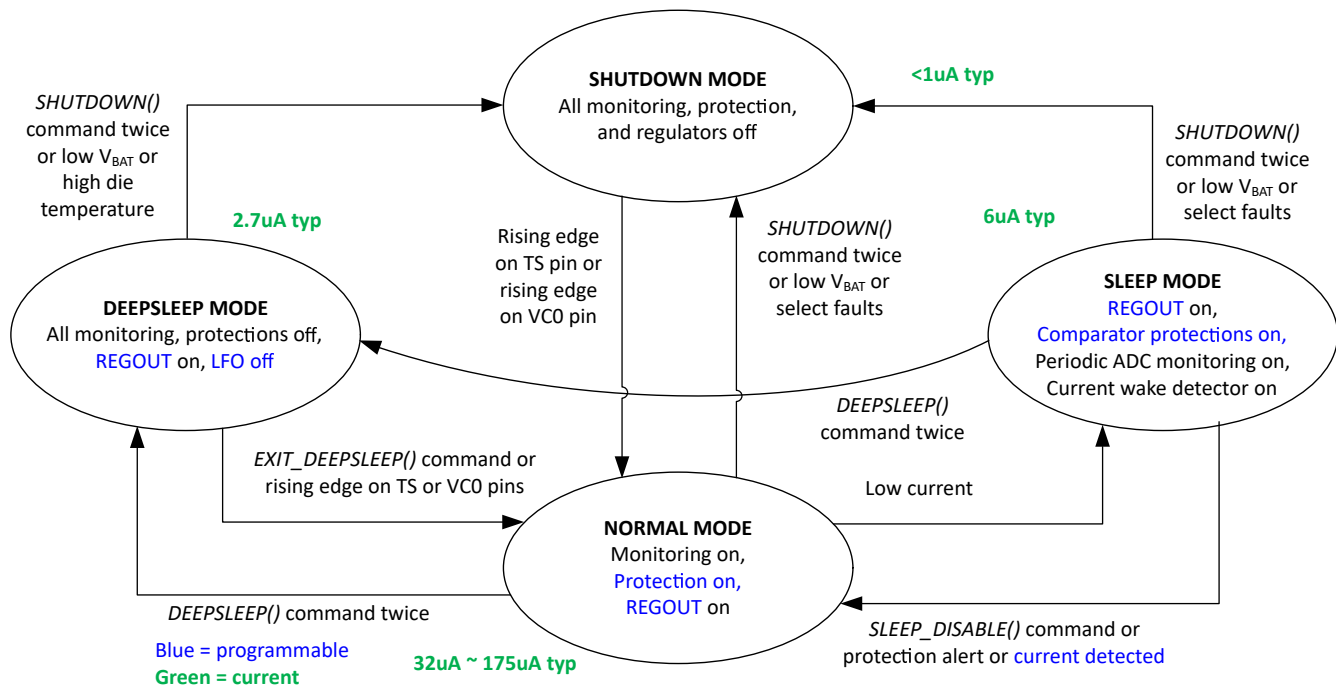 SHUTDOWN MODE
All monitoring, protection,
and regulators off
<1uA typ
SHUTDOWN()
command twice
or low VBAT or
high die
temperature
2.7uA typ
SHUTDOWN()
command twice
or low VBAT or
select faults
6uA typ
Rising edge
on TS pin or
rising edge
on VC0 pin
SHUTDOWN()
command twice
or low VBAT or
select faults
DEEPSLEEP MODE
All monitoring, protections off,
REGOUT on, LFO off
SLEEP MODE
REGOUT on,
Comparator protections on,
Periodic ADC monitoring on,
Current wake detector on
DEEPSLEEP()
command twice
EXIT_DEEPSLEEP() command or
rising edge on TS or VC0 pins
Low current
NORMAL MODE
Monitoring on,
Protection on,
REGOUT on
DEEPSLEEP() command twice
SLEEP_DISABLE() command or
protection alert or current detected
Blue = programmable
Green = current
32uA ~ 175uA typ